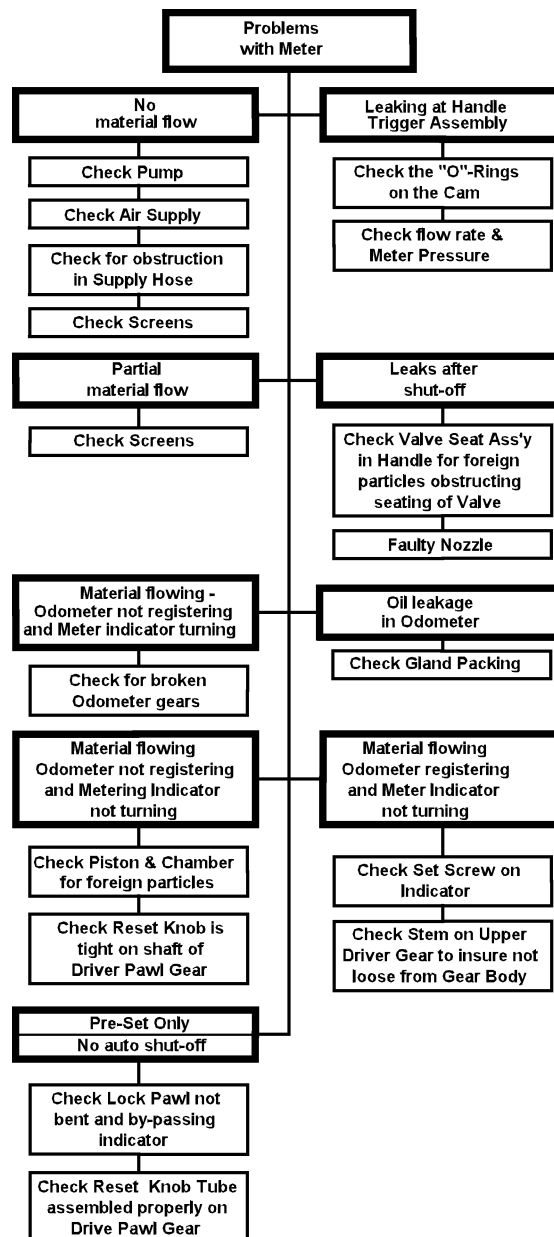 Problems
with Meter
No
material flow
Check Pump
Check Air Supply
Check for obstruction
in Supply Hose
Check Screens
Leaking at Handle
Trigger Assembly
Check the "O"-Rings
on the Cam
Check flow rate &
Meter Pressure
Partial
material flow
Check Screens
Leaks after
shut-off
Check Valve Seat Ass'y
in Handle for foreign
particles obstructing
seating of Valve
Faulty Nozzle
Material flowing -
Odometer not registering
and Meter indicator turning
Check for broken
Odometer gears
Oil leakage
in Odometer
Check Gland Packing
Material flowing
Odometer not registering
and Metering Indicator
not turning
Check Piston & Chamber
for foreign particles
Check Reset Knob is
tight on shaft of
Driver Pawl Gear
Material flowing
Odometer registering
and Meter Indicator
not turning
Check Set Screw on
Indicator
Check Stem on Upper
Driver Gear to insure not
loose from Gear Body
Pre-Set Only
No auto shut-off
Check Lock Pawl not
bent and by-passing
indicator
Check Reset Knob Tube
assembled properly on
Drive Pawl Gear